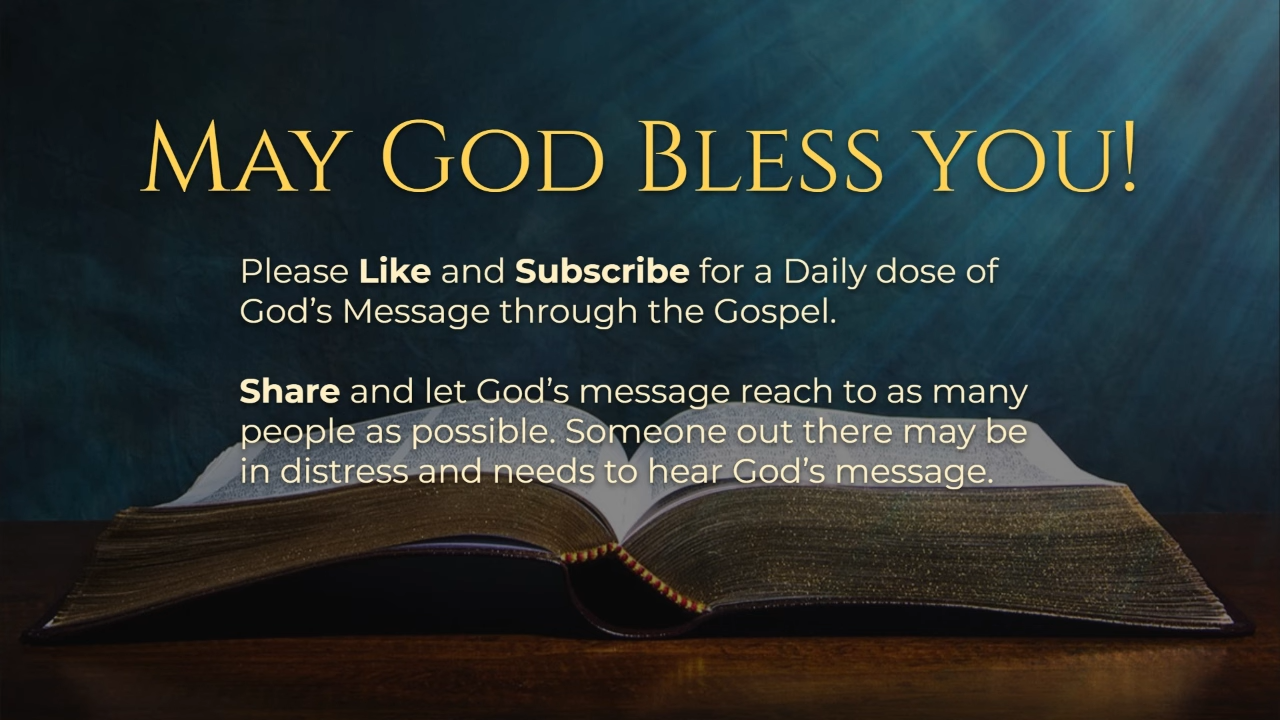 May God Bless you!
Please Like and Subscribe for a Daily dose of
God’s Message through the Gospel.
Share and let God’s message reach to as many
people as possible. Someone out there may be
in distress and needs to hear God’s message.